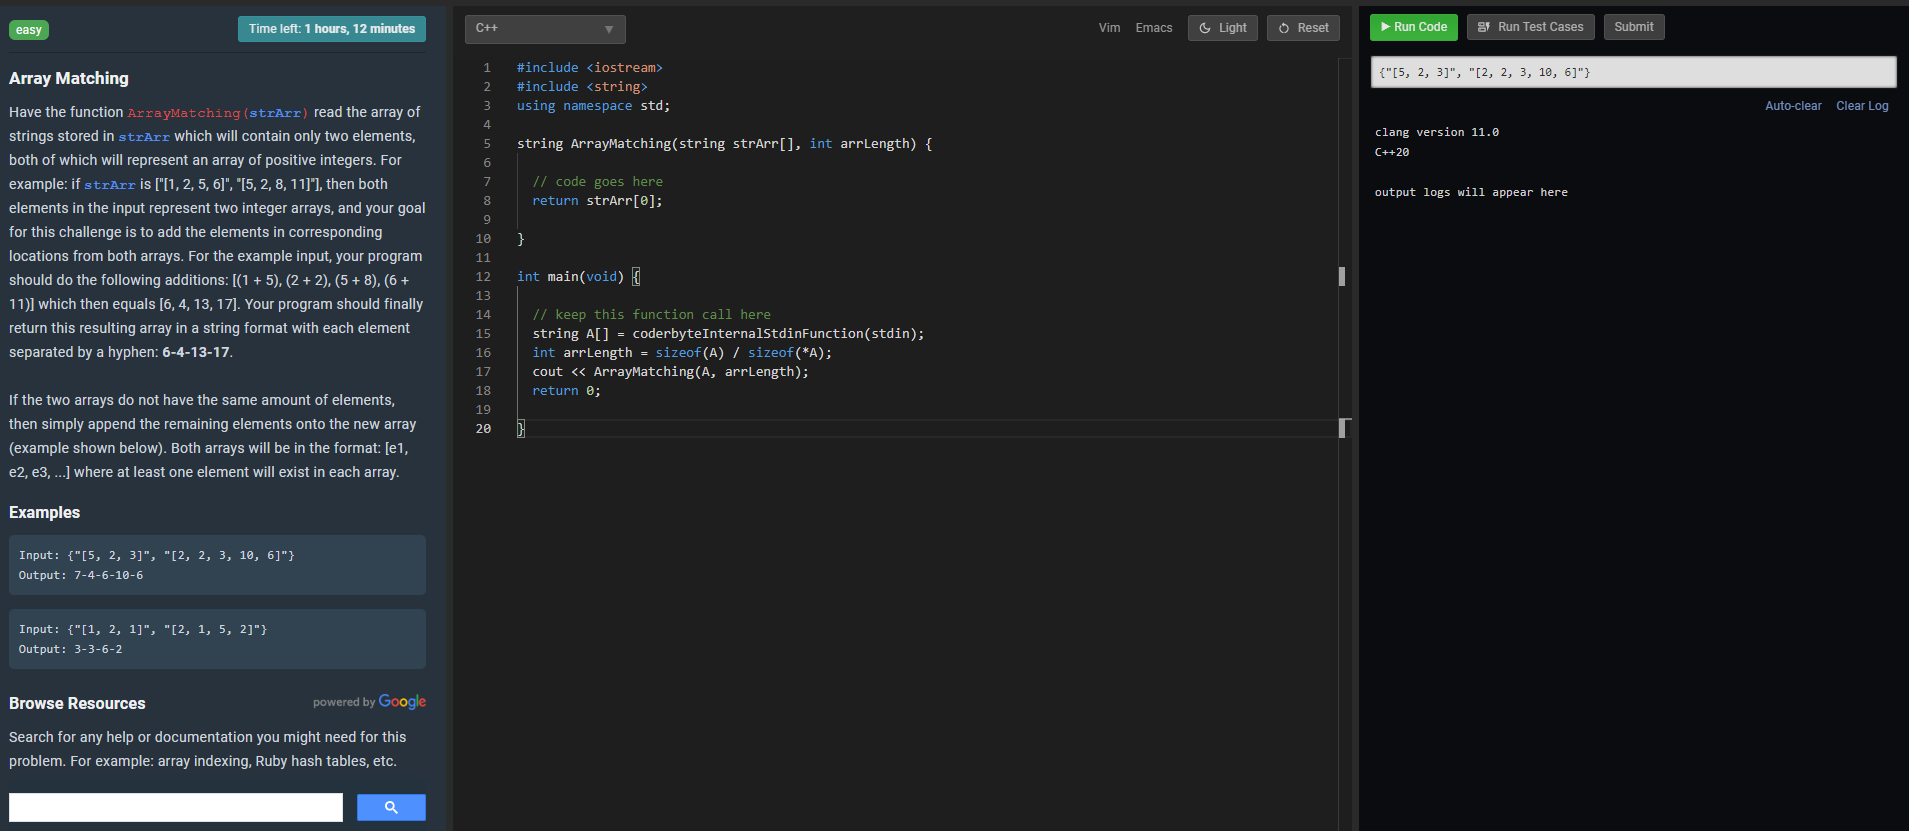 easy
Time left: 1 hours, 12 minutes
Array Matching
Have the function ArrayMatching(strArr) read the array of
strings stored in strArr which will contain only two elements,
both of which will represent an array of positive integers. For
example: if strArr is ["[1, 2, 5, 6]", "[5, 2, 8, 11]"], then both
elements in the input represent two integer arrays, and your goal
for this challenge is to add the elements in corresponding
locations from both arrays. For the example input, your program
should do the following additions: [(1 + 5), (2 + 2), (5 + 8), (6 +
11)] which then equals [6, 4, 13, 17]. Your program should finally
return this resulting array in a string format with each element
separated by a hyphen: 6-4-13-17.
If the two arrays do not have the same amount of elements,
then simply append the remaining elements onto the new array
(example shown below). Both arrays will be in the format: [e1,
e2, e3, ...] where at least one element will exist in each array.
Examples
Input: {"[5, 2, 3]", "[2, 2, 3, 10, 6]"}
Output: 7-4-6-10-6
Input: {"[1, 2, 1]", "[2, 1, 5, 2]"}
Output: 3-3-6-2
Browse Resources
powered by Google
Search for any help or documentation you might need for this
problem. For example: array indexing, Ruby hash tables, etc.
C++
Vim
Emacs
Light
Reset
1 #include <iostream>
2 #include <string>
3 using namespace std;
4
5 string ArrayMatching(string strArr[], int arrLength) {
6
7 // code goes here
8 return strArr[0];
9
10 }
11
12 int main(void) {
13
14 // keep this function call here
15 string A[] = coderbyteInternalStdinFunction(stdin);
16 int arrLength = sizeof(A) / sizeof(*A);
17 cout << ArrayMatching(A, arrLength);
18 return 0;
19
20 }
Run Code
Run Test Cases
Submit
{"[5, 2, 3]", "[2, 2, 3, 10, 6]"}
Auto-clear
Clear Log
clang version 11.0
C++20
output logs will appear here